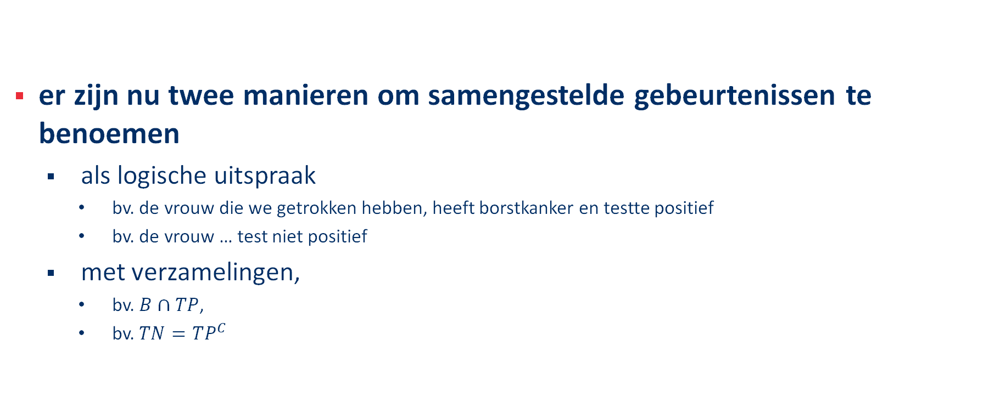 er zijn nu twee manieren om samengestelde gebeurtenissen te
benoemen
als logische uitspraak
bv. de vrouw die we getrokken hebben, heeft borstkanker en testte positief
bv. de vrouw ... test niet positief
met verzamelingen,
bv. B ∩ TP,
bv. TN = TP^C